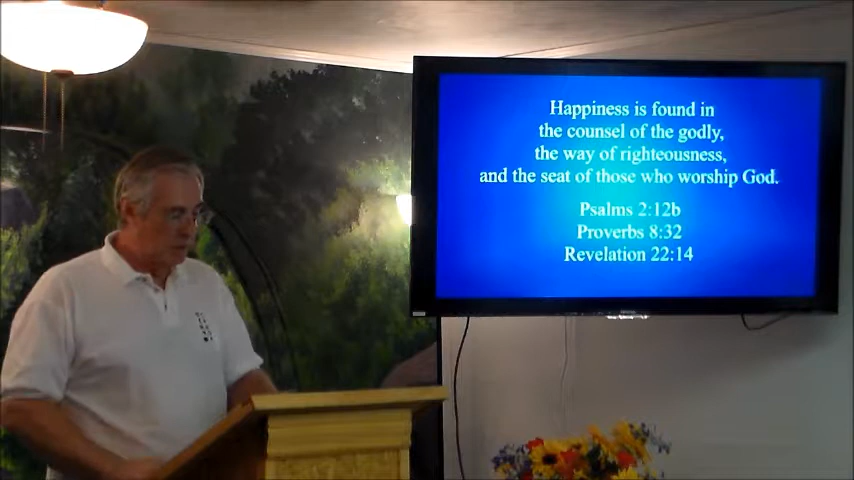 Happiness is found in
the counsel of the godly,
the way of righteousness,
and the seat of those who worship God.
Psalms 2:12b
Proverbs 8:32
Revelation 22:14